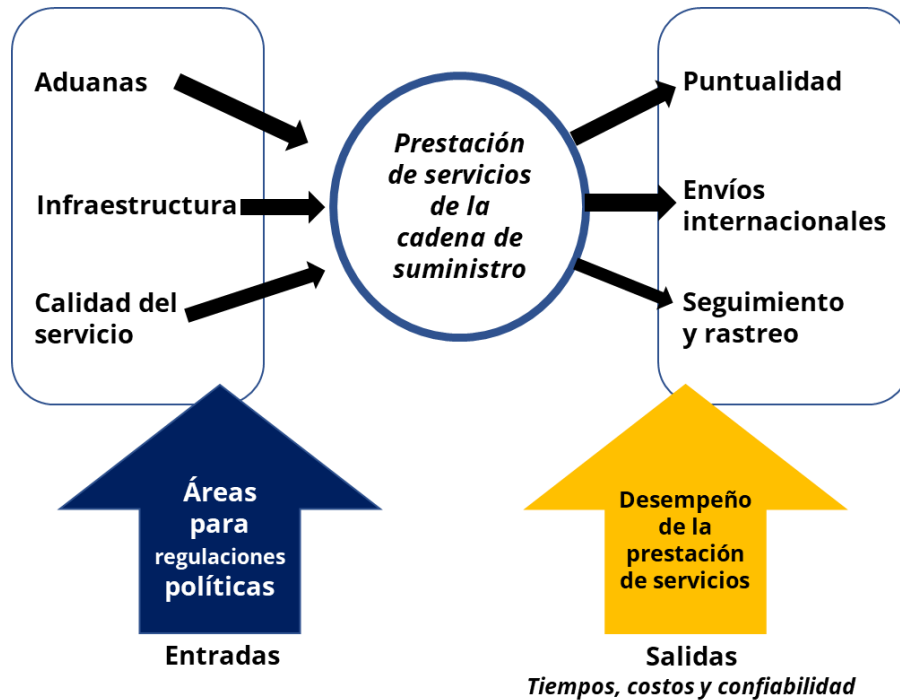 Aduanas
Infraestructura
Calidad del
servicio
Prestación
de servicios
de la
cadena de
suministro
Puntualidad
Envíos
internacionales
Seguimiento
y rastreo
Áreas
para
regulaciones
políticas
Entradas
Desempeño
de la
prestación
de servicios
Salidas
Tiempos, costos y confiabilidad